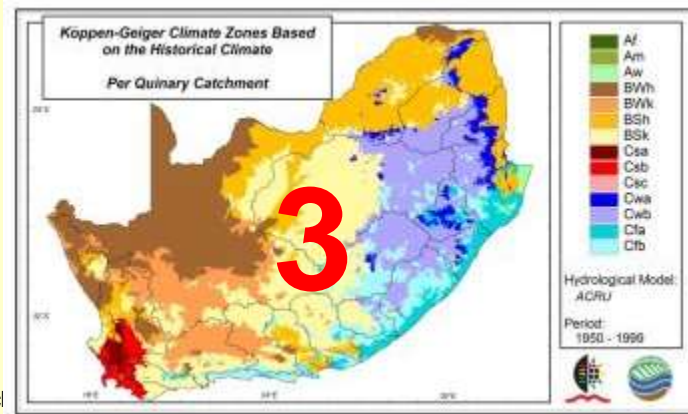 Köppen-Geiger Climate Zones Based
on the Historical Climate
Per Quinary Catchment
3
Af
Am
Aw
BWh
BWk
BSh
BSk
Csa
Csb
Csc
Cwa
Cwb
Cfa
Cfb
Hydrological Model:
ACRU
Period:
1950 - 1999